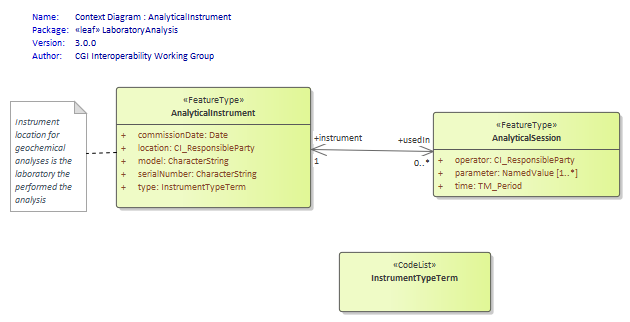 Name: Context Diagram : AnalyticalInstrument
Package: «leaf» LaboratoryAnalysis
Version: 3.0.0
Author: CGI Interoperability Working Group
Instrument
location for
geochemical
analyses is the
laboratory the
performed the
analysis
«FeatureType»
AnalyticalInstrument
+ commissionDate: Date
+ location: CI_ResponsibleParty
+ model: CharacterString
+ serialNumber: CharacterString
+ type: InstrumentTypeTerm
+instrument
1
+usedIn
0..*
«FeatureType»
AnalyticalSession
+ operator: CI_ResponsibleParty
+ parameter: NamedValue [1..*]
+ time: TM_Period
«CodeList»
InstrumentTypeTerm